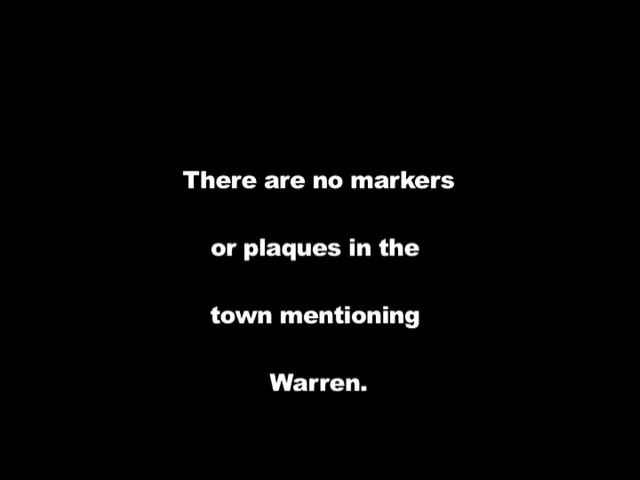 There are no markers
or plaques in the
town mentioning
Warren.